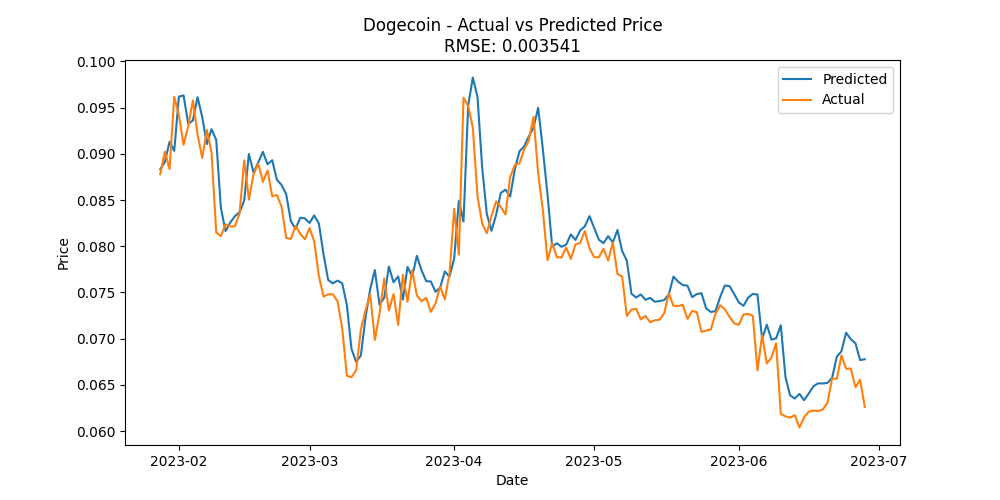 Dogecoin - Actual vs Predicted Price
RMSE: 0.003541
Predicted
Actual
Price
0.100
0.095
0.090
0.085
0.080
0.075
0.070
0.065
0.060
2023-02
2023-03
2023-04
2023-05
2023-06
2023-07
Date